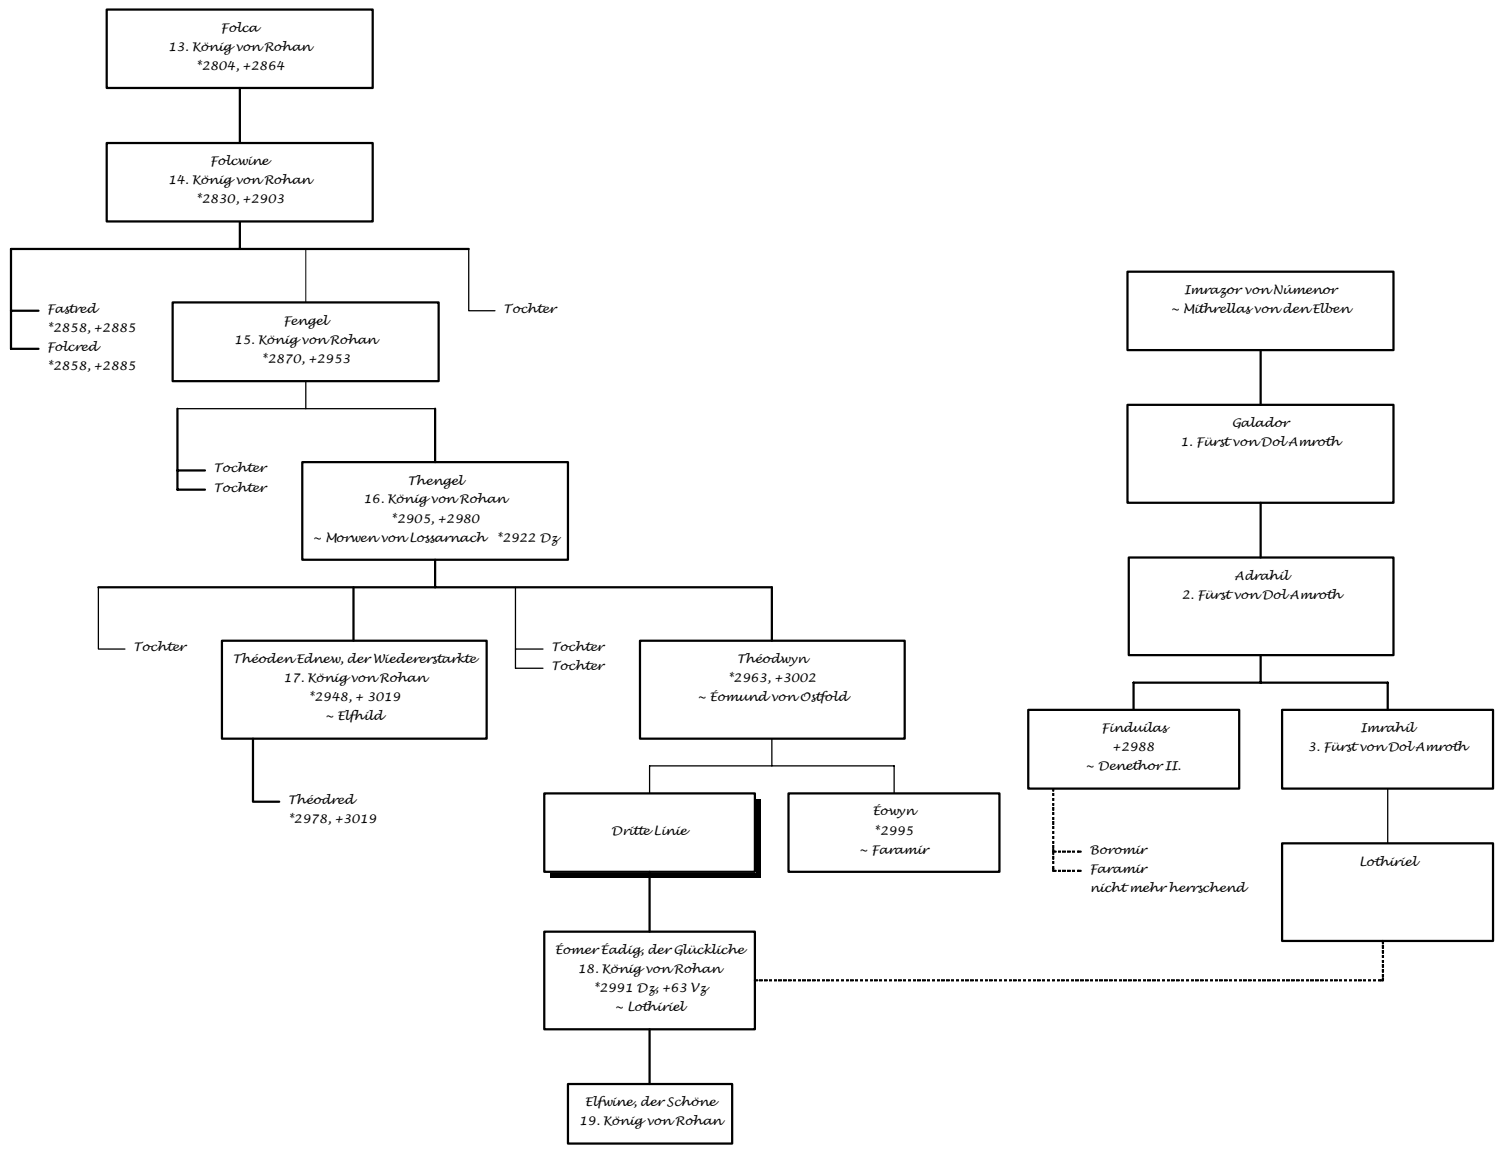 Folca
13. König von Rohan
*2804, +2864
Folcwine
14. König von Rohan
*2830, +2903
Fastred
*2858, +2885
Folcred
*2858, +2885
Fengel
15. König von Rohan
*2870, +2953
Tochter
Imrazor von Númenor
~ Mithrellas von den Elben
Galador
1. Fürst von Dol Amroth
Tochter
Tochter
Thengel
16. König von Rohan
*2905, +2980
~ Morwen von Lossarnach *2922 Dz
Adrahil
2. Fürst von Dol Amroth
Tochter
Théoden Ednew, der Wiedererstarkte
17. König von Rohan
*2948, + 3019
~ Elfhild
Tochter
Tochter
Théodwyn
*2963, +3002
~ Éomund von Ostfold
Finduilas
+2988
~ Denethor II.
Imrahil
3. Fürst von Dol Amroth
Théodred
*2978, +3019
Dritte Linie
Éowyn
*2995
~ Faramir
Boromir
Faramir
nicht mehr herrschend
Lothiriel
Éomer Éadig, der Glückliche
18. König von Rohan
*2991 Dz, +63 Vz
~ Lothiriel
Elfwine, der Schöne
19. König von Rohan